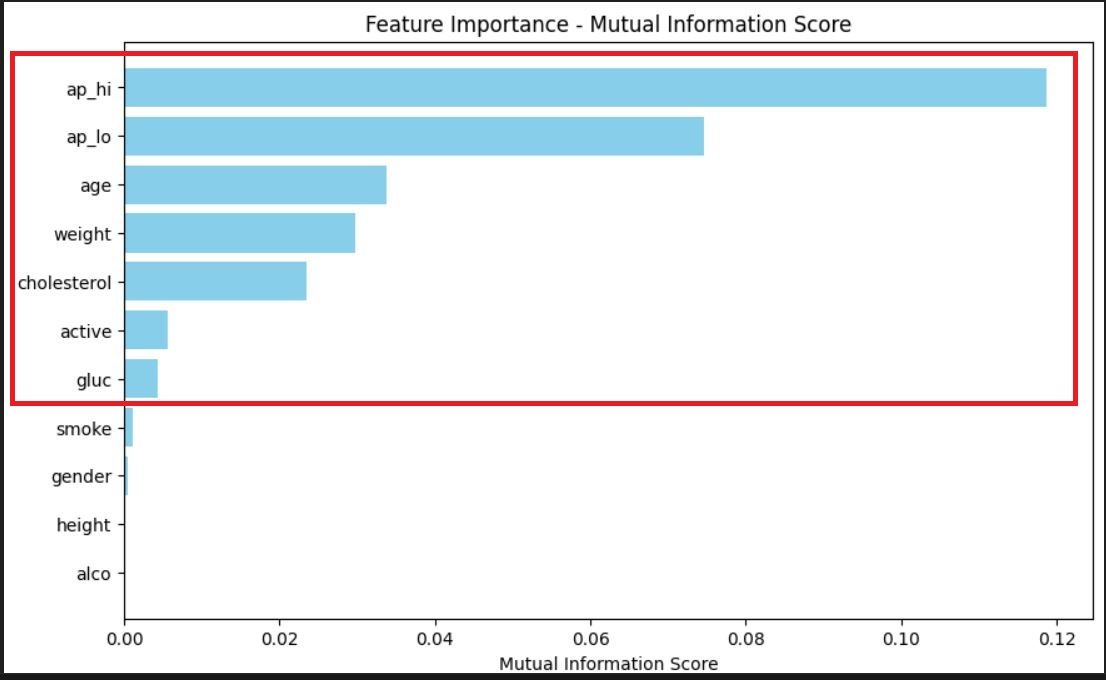 Feature Importance - Mutual Information Score
ap_hi
ap_lo
age
weight
cholesterol
active
gluc
smoke
gender
height
alco
0.00 0.02 0.04 0.06 0.08 0.10 0.12
Mutual Information Score